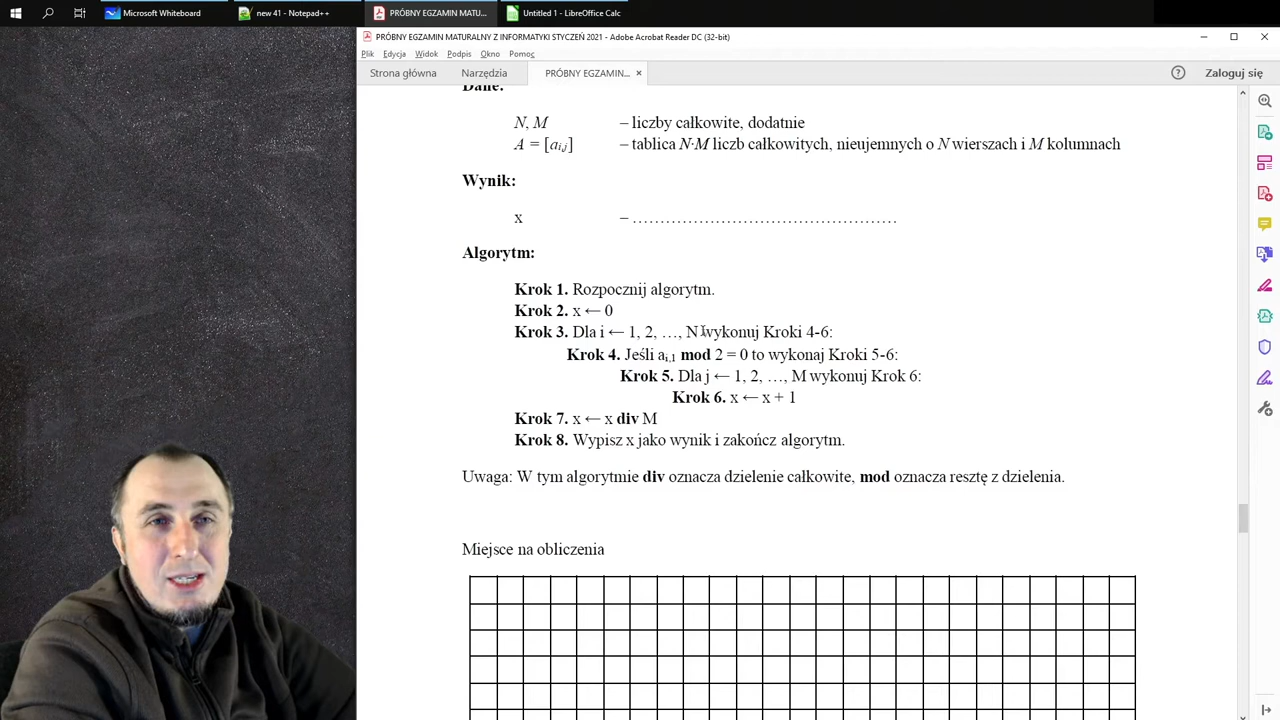 Microsoft Whiteboard
new 41 - Notepad++
PRÓBNY EGZAMIN MATU...
Untitled 1 - LibreOffice Calc
PRÓBNY EGZAMIN MATURALNY Z INFORMATYKI STYCZEŃ 2021 - Adobe Acrobat Reader DC (32-bit)
Plik Edycja Widok Podpis Okno Pomoc
Strona główna Narzędzia PRÓBNY EGZAMIN... × Zaloguj się
Dane:
N, M – liczby całkowite, dodatnie
A = [ai,j] – tablica N·M liczb całkowitych, nieujemnych o N wierszach i M kolumnach
Wynik:
x – …………………………………………
Algorytm:
Krok 1. Rozpocznij algorytm.
Krok 2. x ← 0
Krok 3. Dla i ← 1, 2, …, N wykonuj Kroki 4-6:
Krok 4. Jeśli ai,1 mod 2 = 0 to wykonaj Kroki 5-6:
Krok 5. Dla j ← 1, 2, …, M wykonuj Krok 6:
Krok 6. x ← x + 1
Krok 7. x ← x div M
Krok 8. Wypisz x jako wynik i zakończ algorytm.
Uwaga: W tym algorytmie div oznacza dzielenie całkowite, mod oznacza resztę z dzielenia.
Miejsce na obliczenia